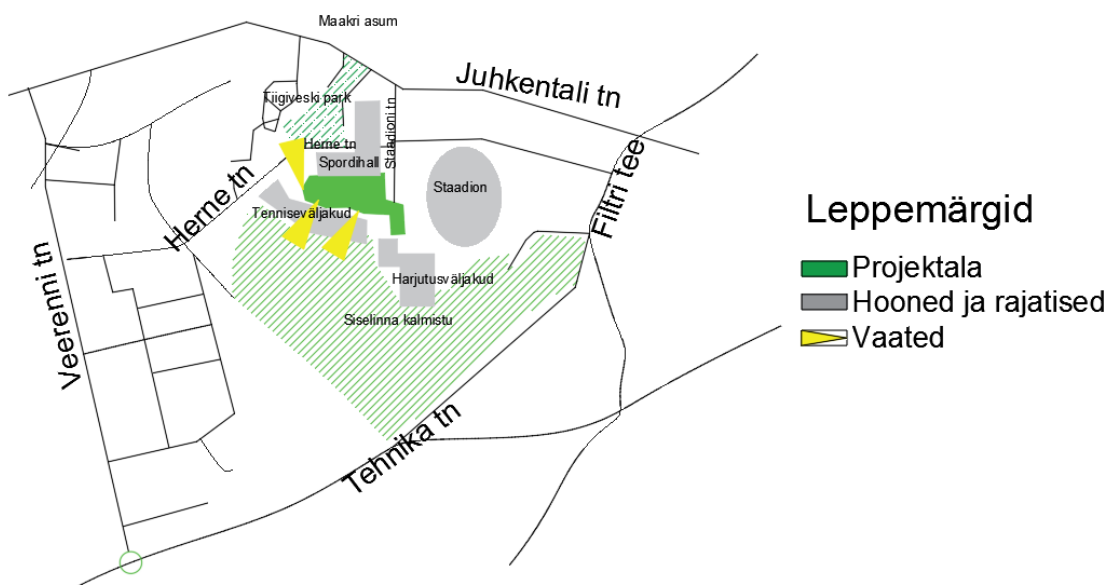 Maakri asum
Juhkentali tn
Tiigiveski park
Staadioni tn
Herne tn
Spordihall
Staadion
Filtri tee
Herne tn
Tenniseväljakud
Harjutusväljakud
Siselinna kalmistu
Veerenni tn
Tehnika tn
Leppemärgid
Projektala
Hooned ja rajatised
Vaated